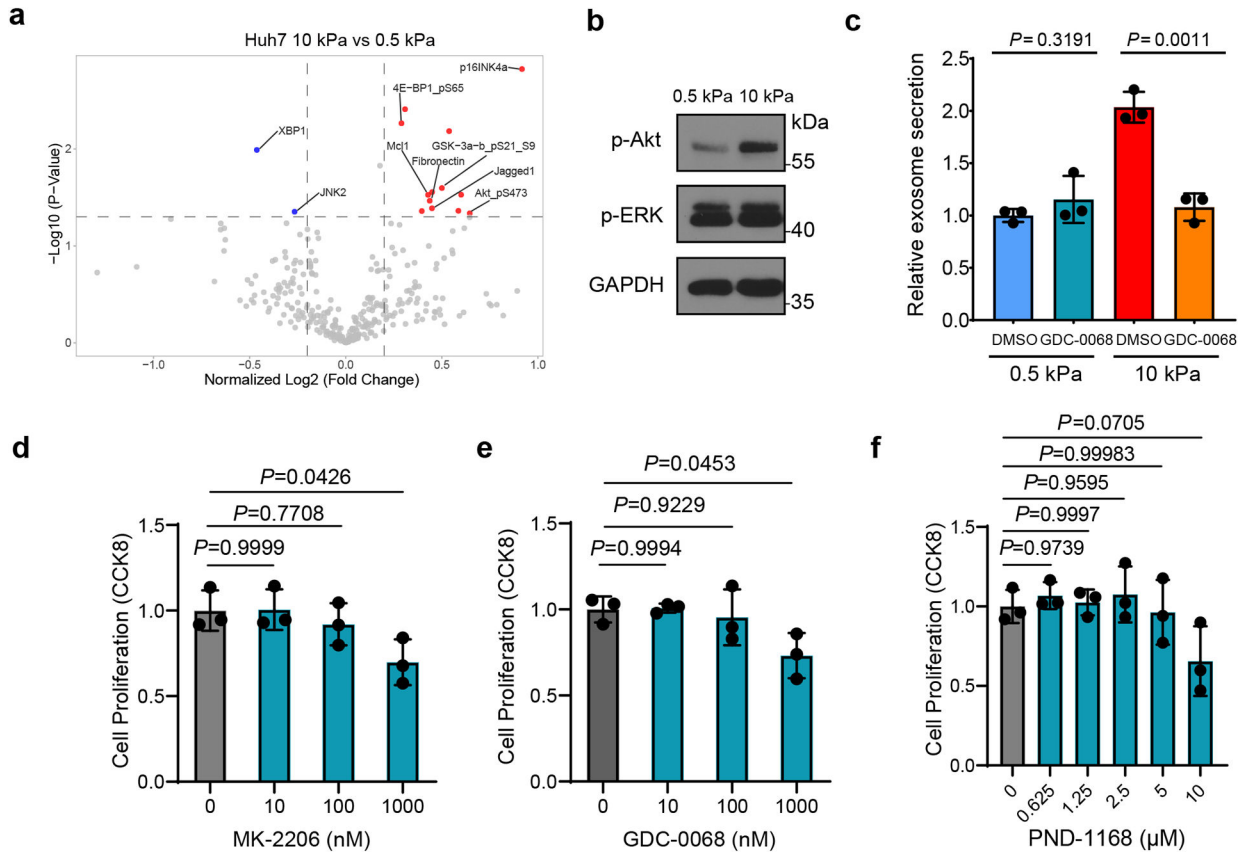 a
Huh7 10 kPa vs 0.5 kPa
p16INK4a
4E-BP1_pS65
XBP1
Mcl1
GSK-3a-b_pS21_S9
Fibronectin
Jagged1
JNK2
Akt_pS473
−Log10 (P−Value)
2
1
0
−1.0
−0.5
0.0
0.5
1.0
Normalized Log2 (Fold Change)
b
0.5 kPa 10 kPa
kDa
p-Akt
55
p-ERK
40
GAPDH
35
c
P= 0.3191
P= 0.0011
Relative exosome secretion
2.5
2.0
1.5
1.0
0.5
0.0
DMSO GDC-0068 DMSO GDC-0068
0.5 kPa
10 kPa
d
P=0.0426
P=0.7708
P=0.9999
Cell Proliferation (CCK8)
1.5
1.0
0.5
0.0
0 10 100 1000
MK-2206 (nM)
e
P=0.0453
P=0.9229
P=0.9994
Cell Proliferation (CCK8)
1.5
1.0
0.5
0.0
0 10 100 1000
GDC-0068 (nM)
f
P=0.0705
P=0.99983
P=0.9595
P=0.9997
P=0.9739
Cell Proliferation (CCK8)
1.5
1.0
0.5
0.0
0 0.625 1.25 2.5 5 10
PND-1168 (μM)